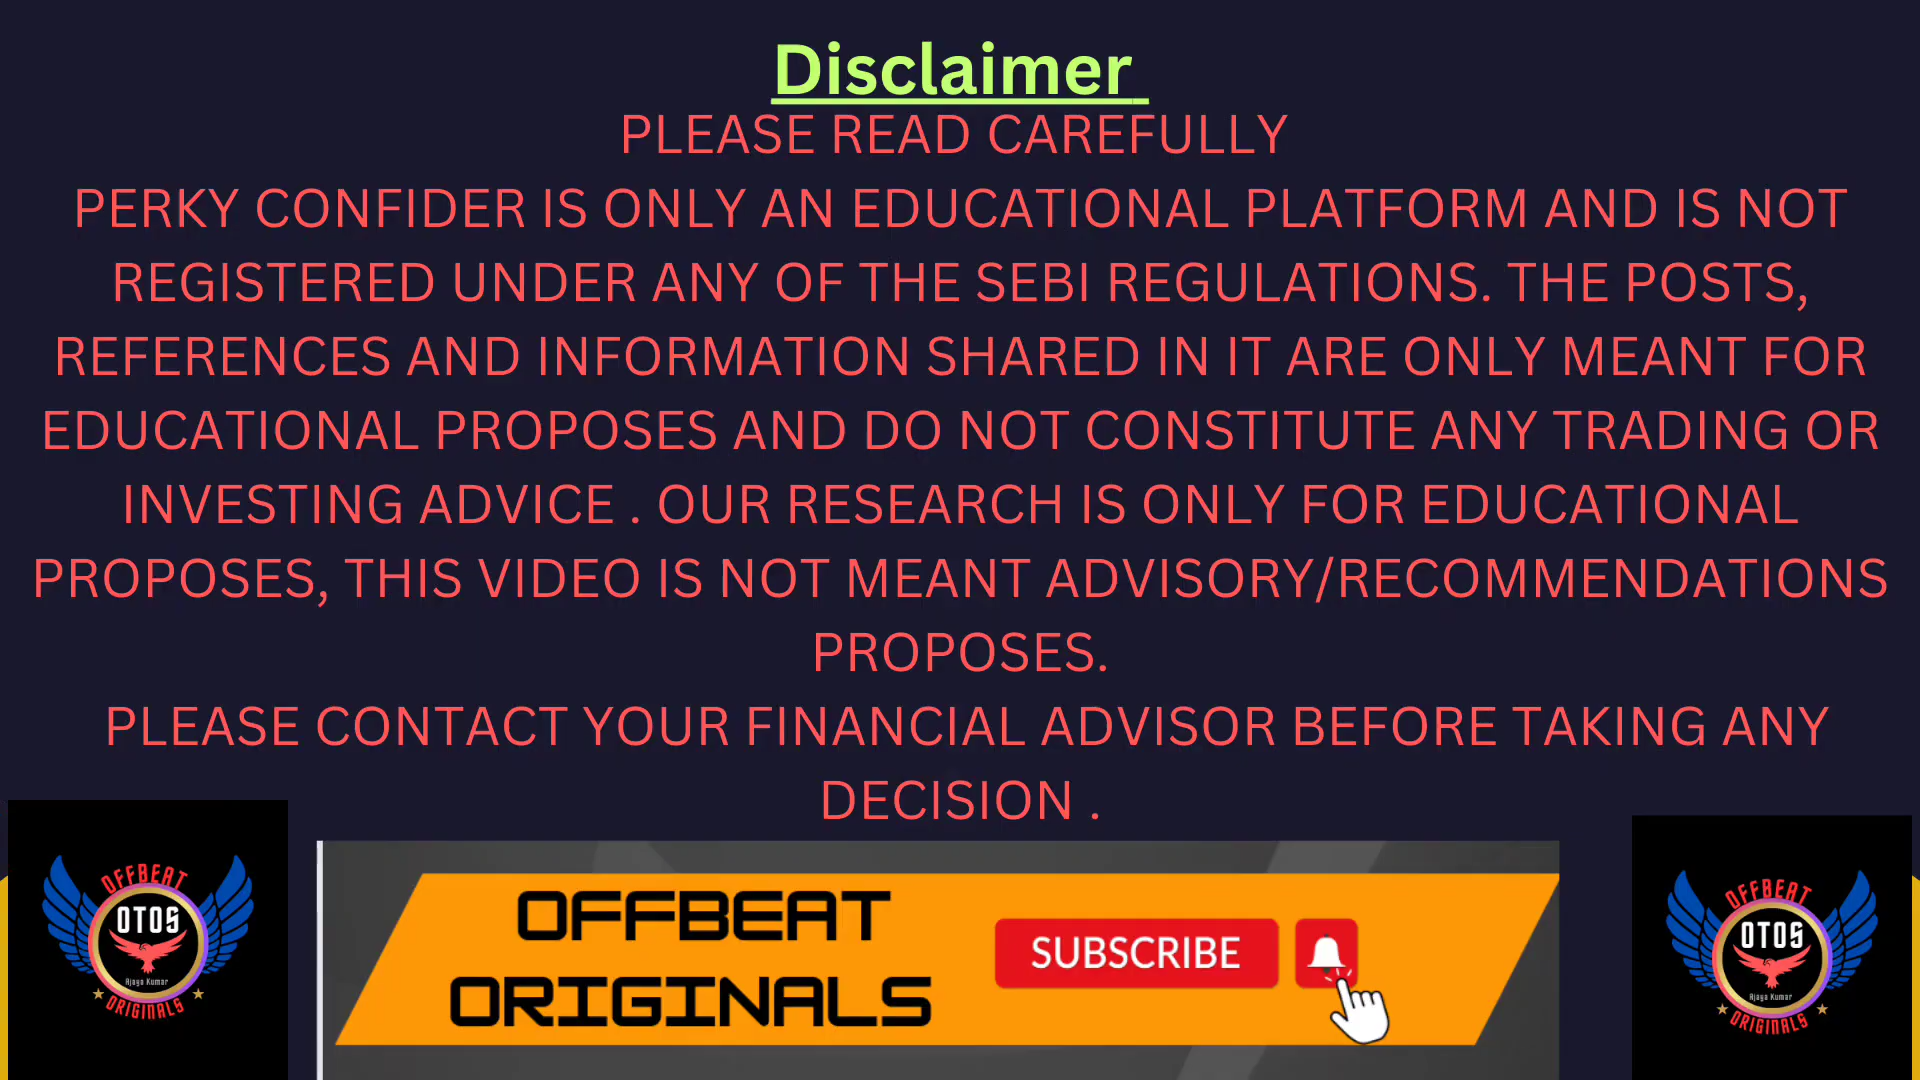 Disclaimer
PLEASE READ CAREFULLY
PERKY CONFIDER IS ONLY AN EDUCATIONAL PLATFORM AND IS NOT
REGISTERED UNDER ANY OF THE SEBI REGULATIONS. THE POSTS,
REFERENCES AND INFORMATION SHARED IN IT ARE ONLY MEANT FOR
EDUCATIONAL PROPOSES AND DO NOT CONSTITUTE ANY TRADING OR
INVESTING ADVICE . OUR RESEARCH IS ONLY FOR EDUCATIONAL
PROPOSES, THIS VIDEO IS NOT MEANT ADVISORY/RECOMMENDATIONS
PROPOSES.
PLEASE CONTACT YOUR FINANCIAL ADVISOR BEFORE TAKING ANY
DECISION .
OFFBEAT
OTOS
Ajaya Kumar
ORIGINALS
OFFBEAT
ORIGINALS
SUBSCRIBE
OFFBEAT
OTOS
Ajaya Kumar
ORIGINALS